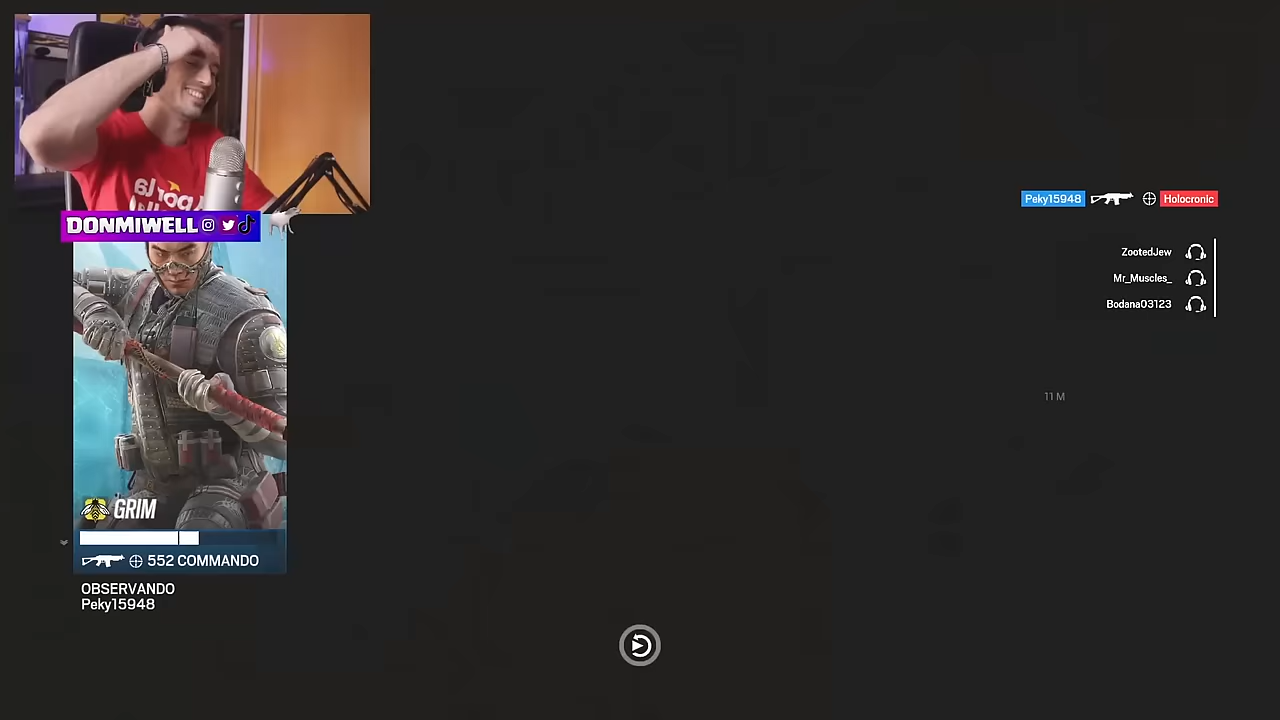 DONMIWELL
Peky15948 Holocronic
ZootedJew
Mr_Muscles_
Bodana03123
11 M
GRIM
552 COMMANDO
OBSERVANDO
Peky15948